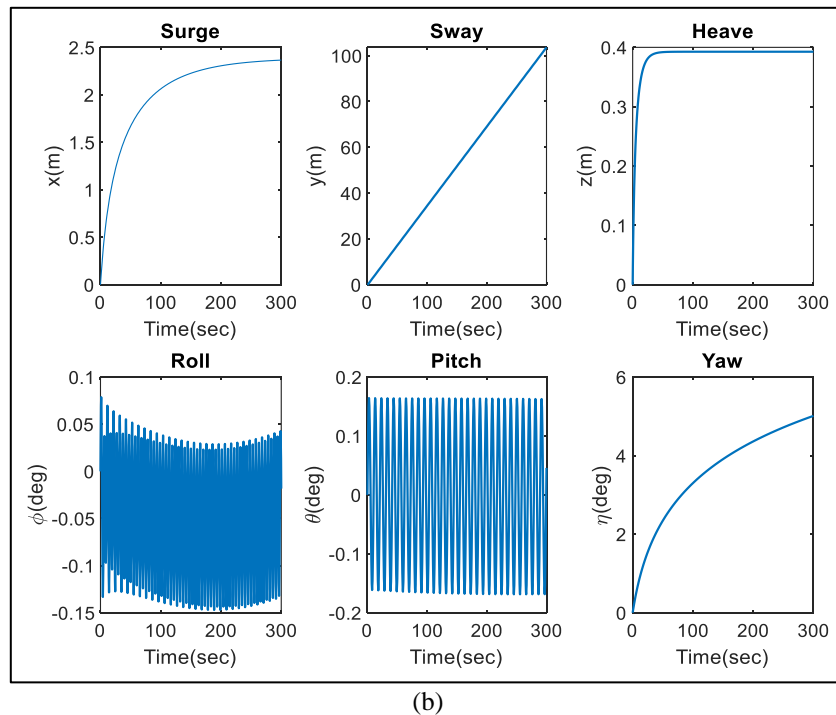 Surge Sway Heave
2.5 100 0.4
2 80
0.3
1.5 60
x(m) y(m) z(m)
0.2
1 40
0.1
0.5 20
0 0 0
0 100 200 300 0 100 200 300 0 100 200 300
Time(sec) Time(sec) Time(sec)
Roll Pitch Yaw
0.1 0.2 6
0.05
0.1
4
0
ϕ(deg) θ(deg) 0 η(deg)
-0.05
2
-0.1
-0.1
-0.15 -0.2 0
0 100 200 300 0 100 200 300 0 100 200 300
Time(sec) Time(sec) Time(sec)
(b)